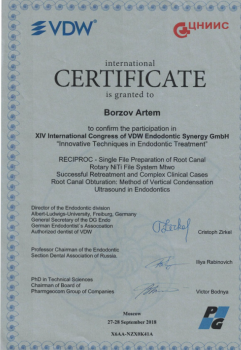 VDW®
ЦНИИС
international
CERTIFICATE
is granted to
Borzov Artem
to confirm the participation in
XIV International Congress of VDW Endodontic Synergy GmbH
"Innovative Techniques in Endodontic Treatment"
RECIPROC - Single File Preparation of Root Canal
Rotary NiTi File System Mtwo
Successful Retreatment and Complex Clinical Cases
Root Canal Obturation: Method of Vertical Condensation
Ultrasound in Endodontics
Director of the Endodontic division
Albert-Ludwigs-University, Freiburg, Germany
General Secretary of the DG Endo
German Endodontist's Association
Authorized dentist of VDW
Cristoph Zirkel
Professor Chairman of the Endodontic
Section Dental Association of Russia
Iliya Rabinovich
PhD in Technical Sciences
Chairman of Board of
Pharmgeocom Group of Companies
Victor Bodnya
Moscow
27-28 September 2018
X6AA-NZX8K41A